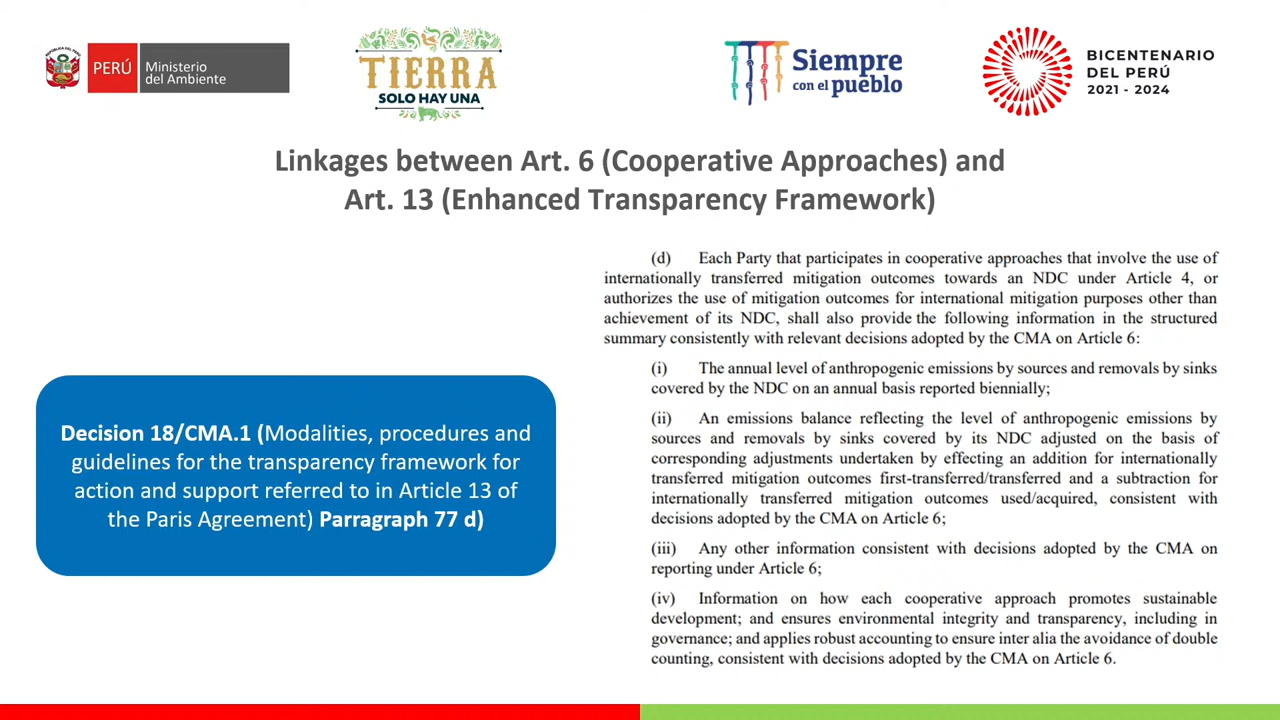 REPÚBLICA DEL PERÚ
PERÚ
Ministerio
del Ambiente
TIERRA
SOLO HAY UNA
Siempre
con el pueblo
BICENTENARIO
DEL PERÚ
2021 - 2024
Linkages between Art. 6 (Cooperative Approaches) and
Art. 13 (Enhanced Transparency Framework)
Decision 18/CMA.1 (Modalities, procedures and
guidelines for the transparency framework for
action and support referred to in Article 13 of
the Paris Agreement) Parragraph 77 d)
(d) Each Party that participates in cooperative approaches that involve the use of
internationally transferred mitigation outcomes towards an NDC under Article 4, or
authorizes the use of mitigation outcomes for international mitigation purposes other than
achievement of its NDC, shall also provide the following information in the structured
summary consistently with relevant decisions adopted by the CMA on Article 6:
(i) The annual level of anthropogenic emissions by sources and removals by sinks
covered by the NDC on an annual basis reported biennially;
(ii) An emissions balance reflecting the level of anthropogenic emissions by
sources and removals by sinks covered by its NDC adjusted on the basis of
corresponding adjustments undertaken by effecting an addition for internationally
transferred mitigation outcomes first-transferred/transferred and a subtraction for
internationally transferred mitigation outcomes used/acquired, consistent with
decisions adopted by the CMA on Article 6;
(iii) Any other information consistent with decisions adopted by the CMA on
reporting under Article 6;
(iv) Information on how each cooperative approach promotes sustainable
development; and ensures environmental integrity and transparency, including in
governance; and applies robust accounting to ensure inter alia the avoidance of double
counting, consistent with decisions adopted by the CMA on Article 6.